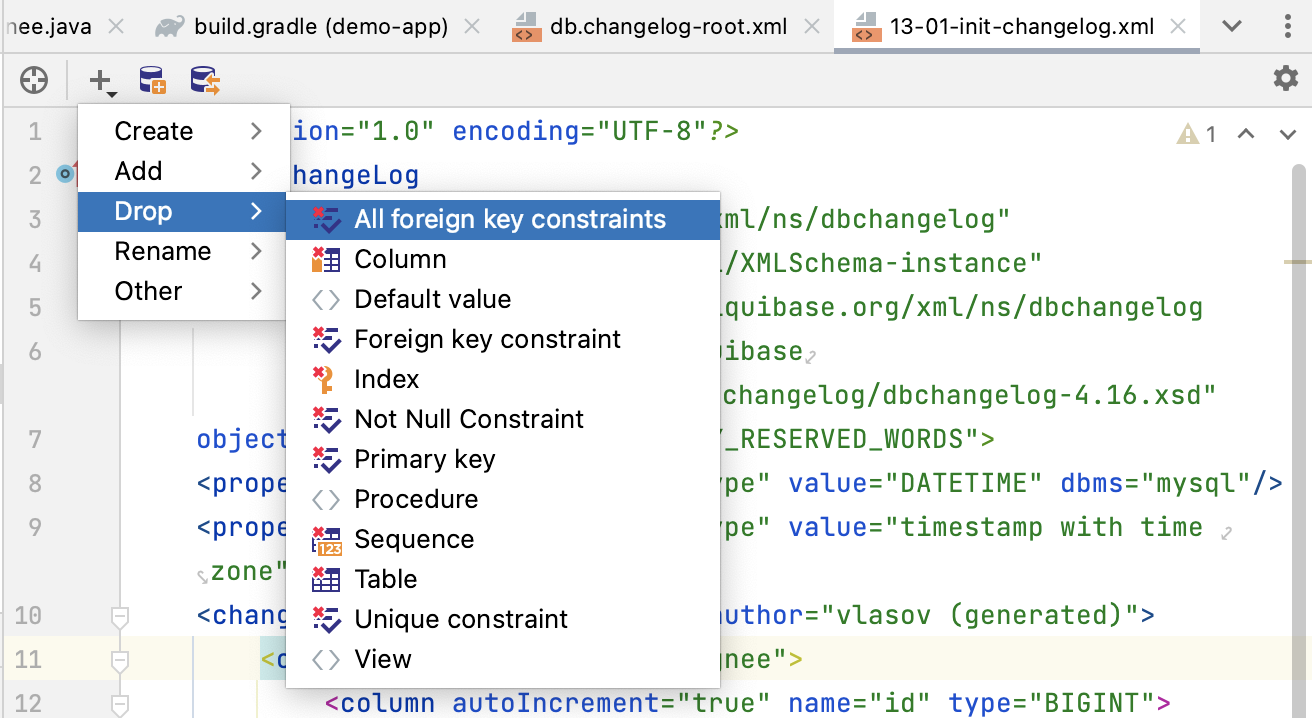 nee.java build.gradle (demo-app) db.changelog-root.xml 13-01-init-changelog.xml
1 ion="1.0" encoding="UTF-8"?> 1
Create
Add
Drop
Rename
Other
2 hangeLog
All foreign key constraints
Column
Default value
Foreign key constraint
Index
Not Null Constraint
Primary key
Procedure
Sequence
Table
Unique constraint
View
3 ml/ns/dbchangelog"
4 /XMLSchema-instance"
5 quibase.org/xml/ns/dbchangelog
6 ibase
changelog/dbchangelog-4.16.xsd"
7 object _RESERVED_WORDS">
8 <prope ype" value="DATETIME" dbms="mysql"/>
9 <prope ype" value="timestamp with time
zone"
10 <chang author="vlasov (generated)">
11 <c nee">
12 <column autoIncrement="true" name="id" type="BIGINT">